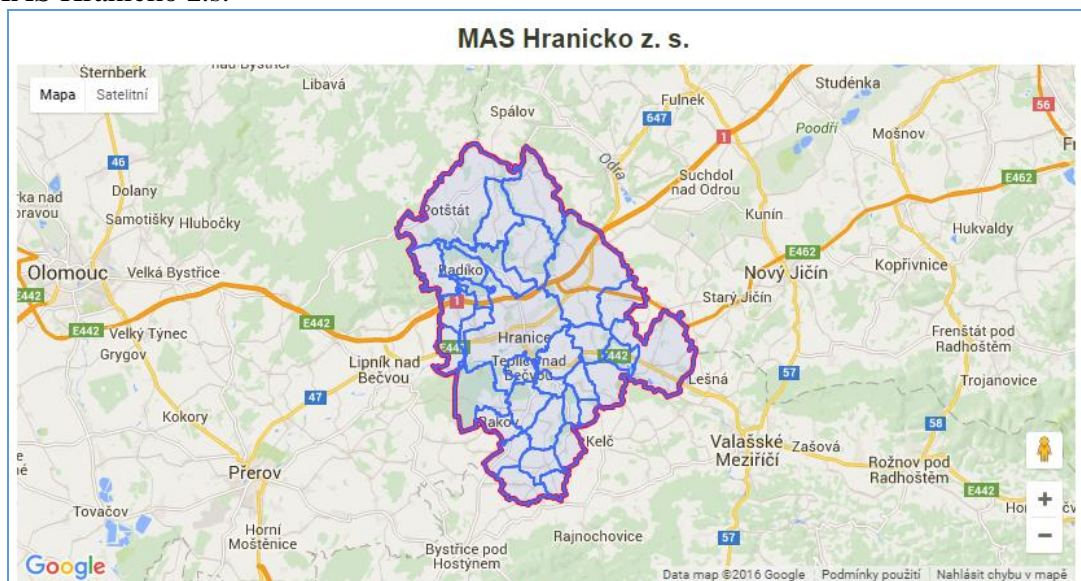 MAS Hranicko z. s.
Mapa Satelitní
Šternberk
Libavá
Spálov
Fulnek
Studénka
56
647
1
Poodří
Mošnov
46
Odra
Suchdol
nad Odrou
E462
Dolany
Potštát
Kunín
Samotišky
Hlubočky
Hukvaldy
E462
Radíko
Olomouc
Velká Bystřice
Nový Jičín
Kopřivnice
E442
1
Starý Jičín
E442
E442
Velký Týnec
Hranice
Frenštát pod
Radhoštěm
Grygov
Lipník nad
Bečvou
Teplice nad
Bečvou
E442
Lešná
57
Trojanovice
47
Kokory
Rakov
58
Kelč
Valašské
Meziříčí
Zašová
Přerov
Rožnov pod
Radhoštěm
E442
Tovačov
Horní
Moštěnice
Rajnochovice
57
Bystřice pod
Hostýnem
+
−
Google
Data map ©2016 Google Podmínky použití Nahlásit chybu v mapě